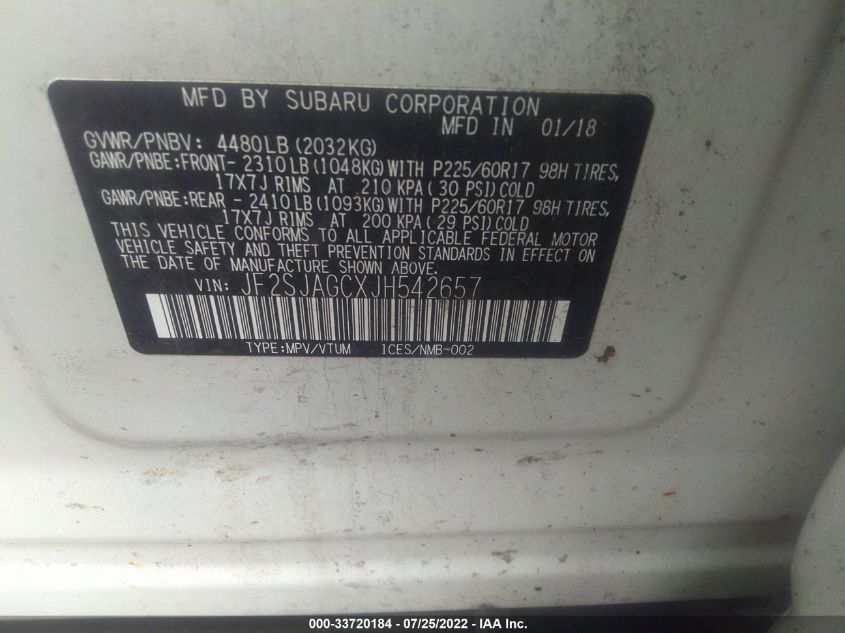 MFD BY SUBARU CORPORATION
MFD IN 01/18
GVWR/PNBV: 4480LB(2032KG)
GAWR/PNBE:FRONT- 2310LB(1048KG)WITH P225/60R17 98H TIRES,
17X7J RIMS AT 210 KPA(30 PSI)COLD
GAWR/PNBE:REAR - 2410LB(1093KG)WITH P225/60R17 98H TIRES,
17X7J RIMS AT 200 KPA(29 PSI)COLD
THIS VEHICLE CONFORMS TO ALL APPLICABLE FEDERAL MOTOR
VEHICLE SAFETY AND THEFT PREVENTION STANDARDS IN EFFECT ON
THE DATE OF MANUFACTURE SHOWN ABOVE.
VIN: JF2SJAGCXJH542657
TYPE:MPV/VTUM ICES/NMB-002
000-33720184 - 07/25/2022 - IAA Inc.